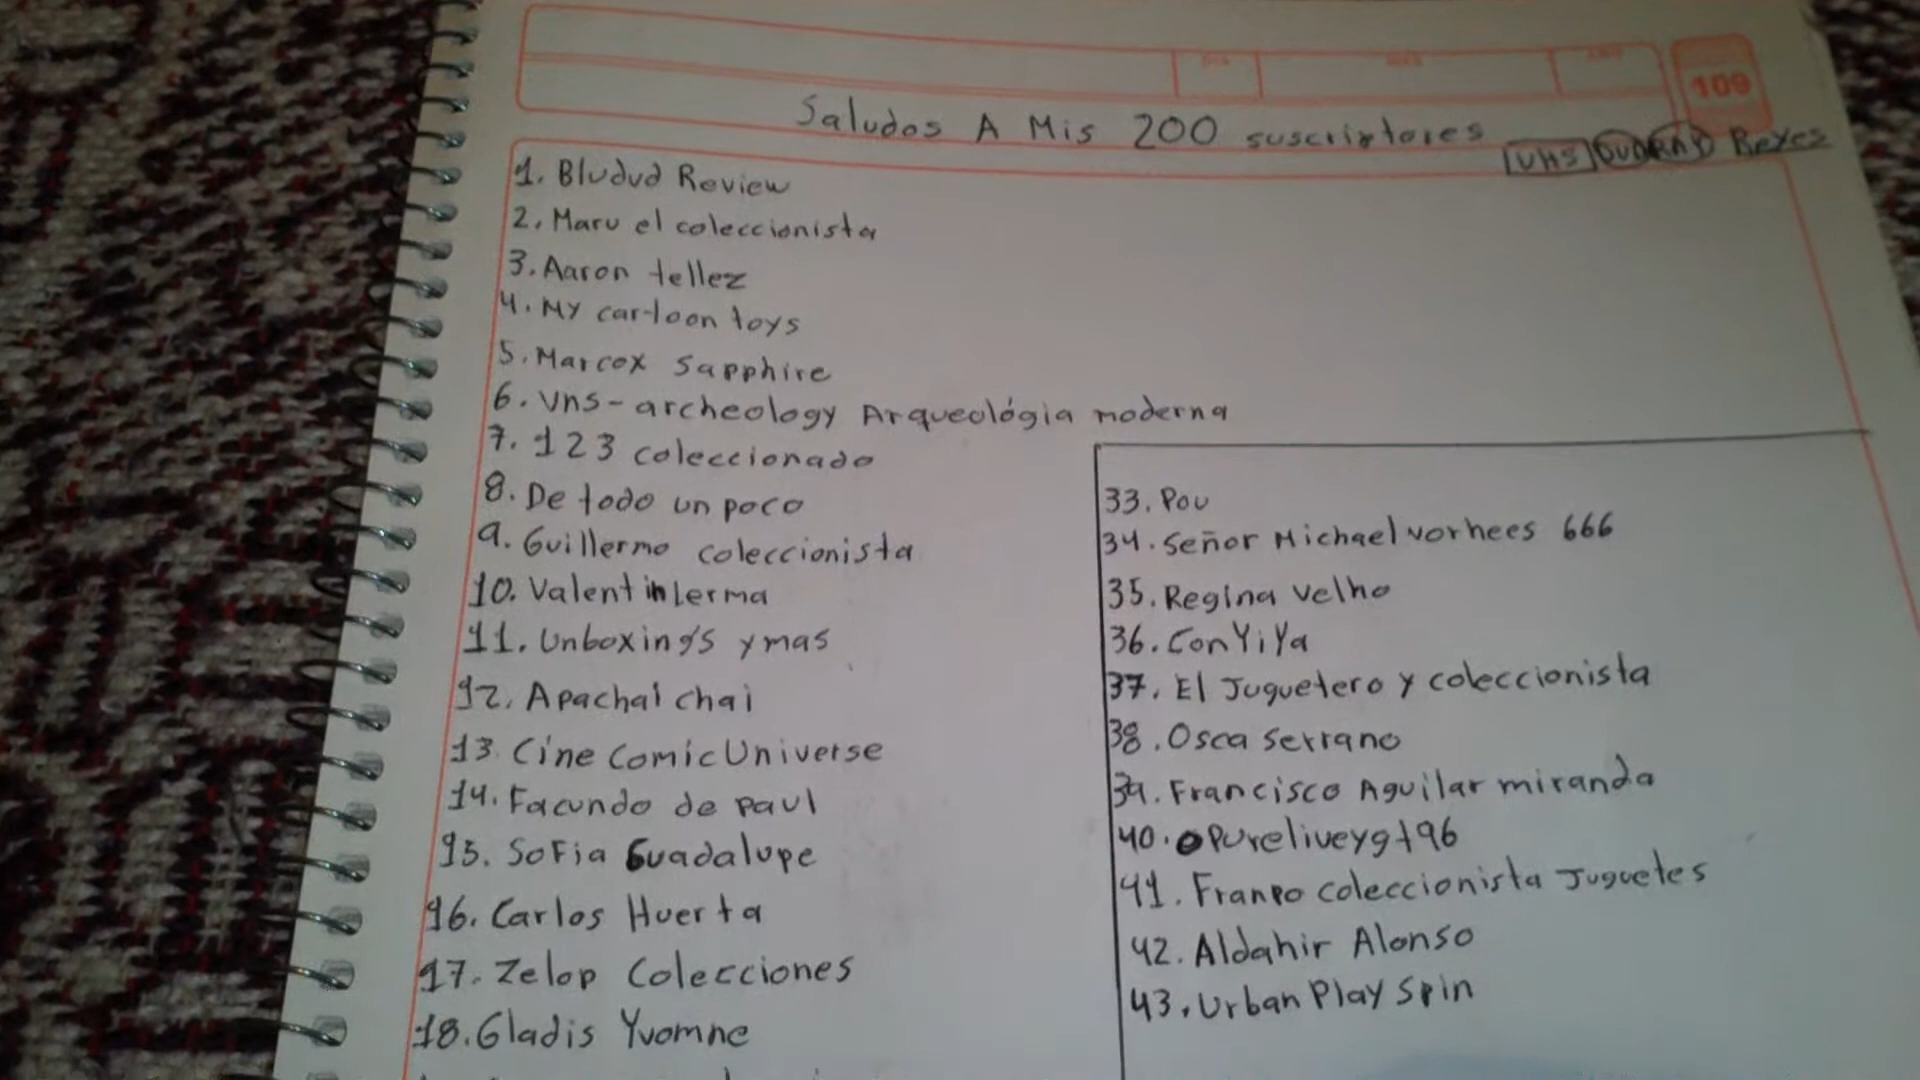 109
Saludos A Mis 200 suscriptores
VHS DVD RAY Reyes
1. Bludvd Review
2. Maru el coleccionista
3. Aaron tellez
4. My cartoon toys
5. Marcox Sapphire
6. vhs-archeology Arqueológia moderna
7. 123 coleccionado
8. De todo un poco
9. Guillermo coleccionista
10. Valentin lerma
11. Unboxings y mas
12. Apachai chai
13. Cine Comic Universe
14. Facundo de paul
15. Sofia Guadalupe
16. Carlos Huerta
17. Zelop Colecciones
18. Gladis Yvomne
33. Pou
34. Señor Michael vorhees 666
35. Regina velho
36. ConYiYa
37. El Juguetero y coleccionista
38. Osca serrano
39. Francisco Aguilar miranda
40. Pureliveygt96
41. Franpo coleccionista Juguetes
42. Aldahir Alonso
43. Urban Play Spin